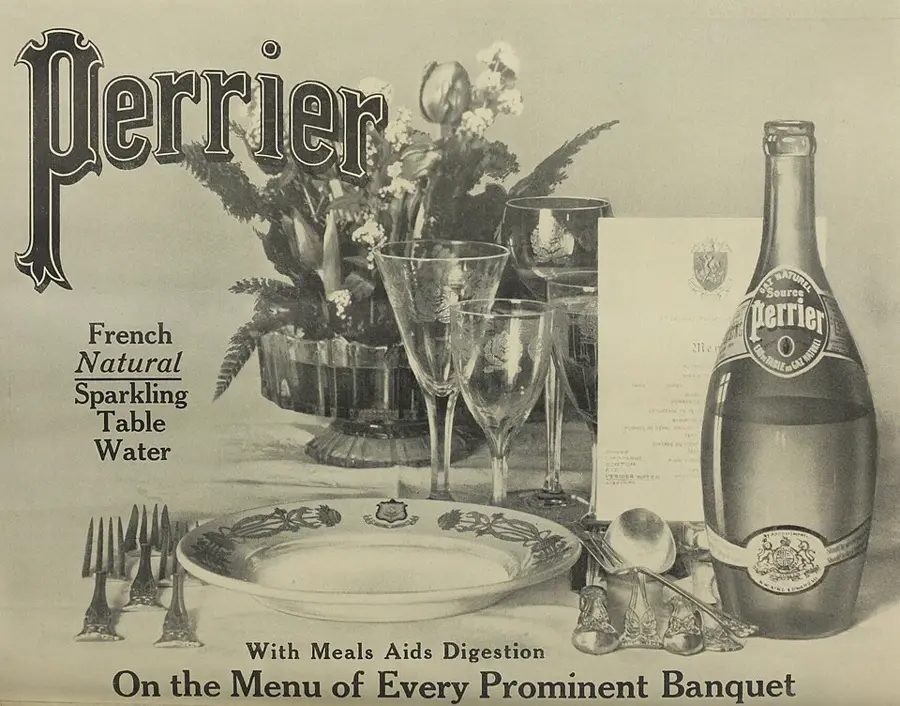 Perrier
French
Natural
Sparkling
Table
Water
GAZ NATUREL
Source
Perrier
With Meals Aids Digestion
On the Menu of Every Prominent Banquet